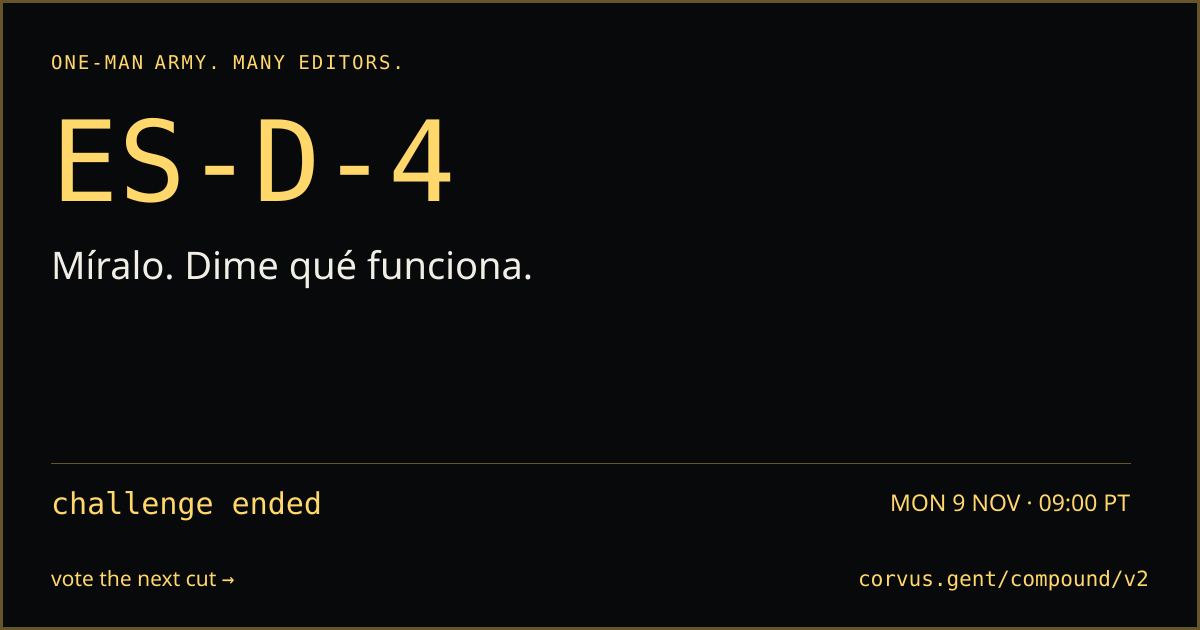 ONE-MAN ARMY. MANY EDITORS.
ES-D-4
Míralo. Dime qué funciona.
challenge ended
MON 9 NOV · 09:00 PT
vote the next cut →
corvus.gent/compound/v2